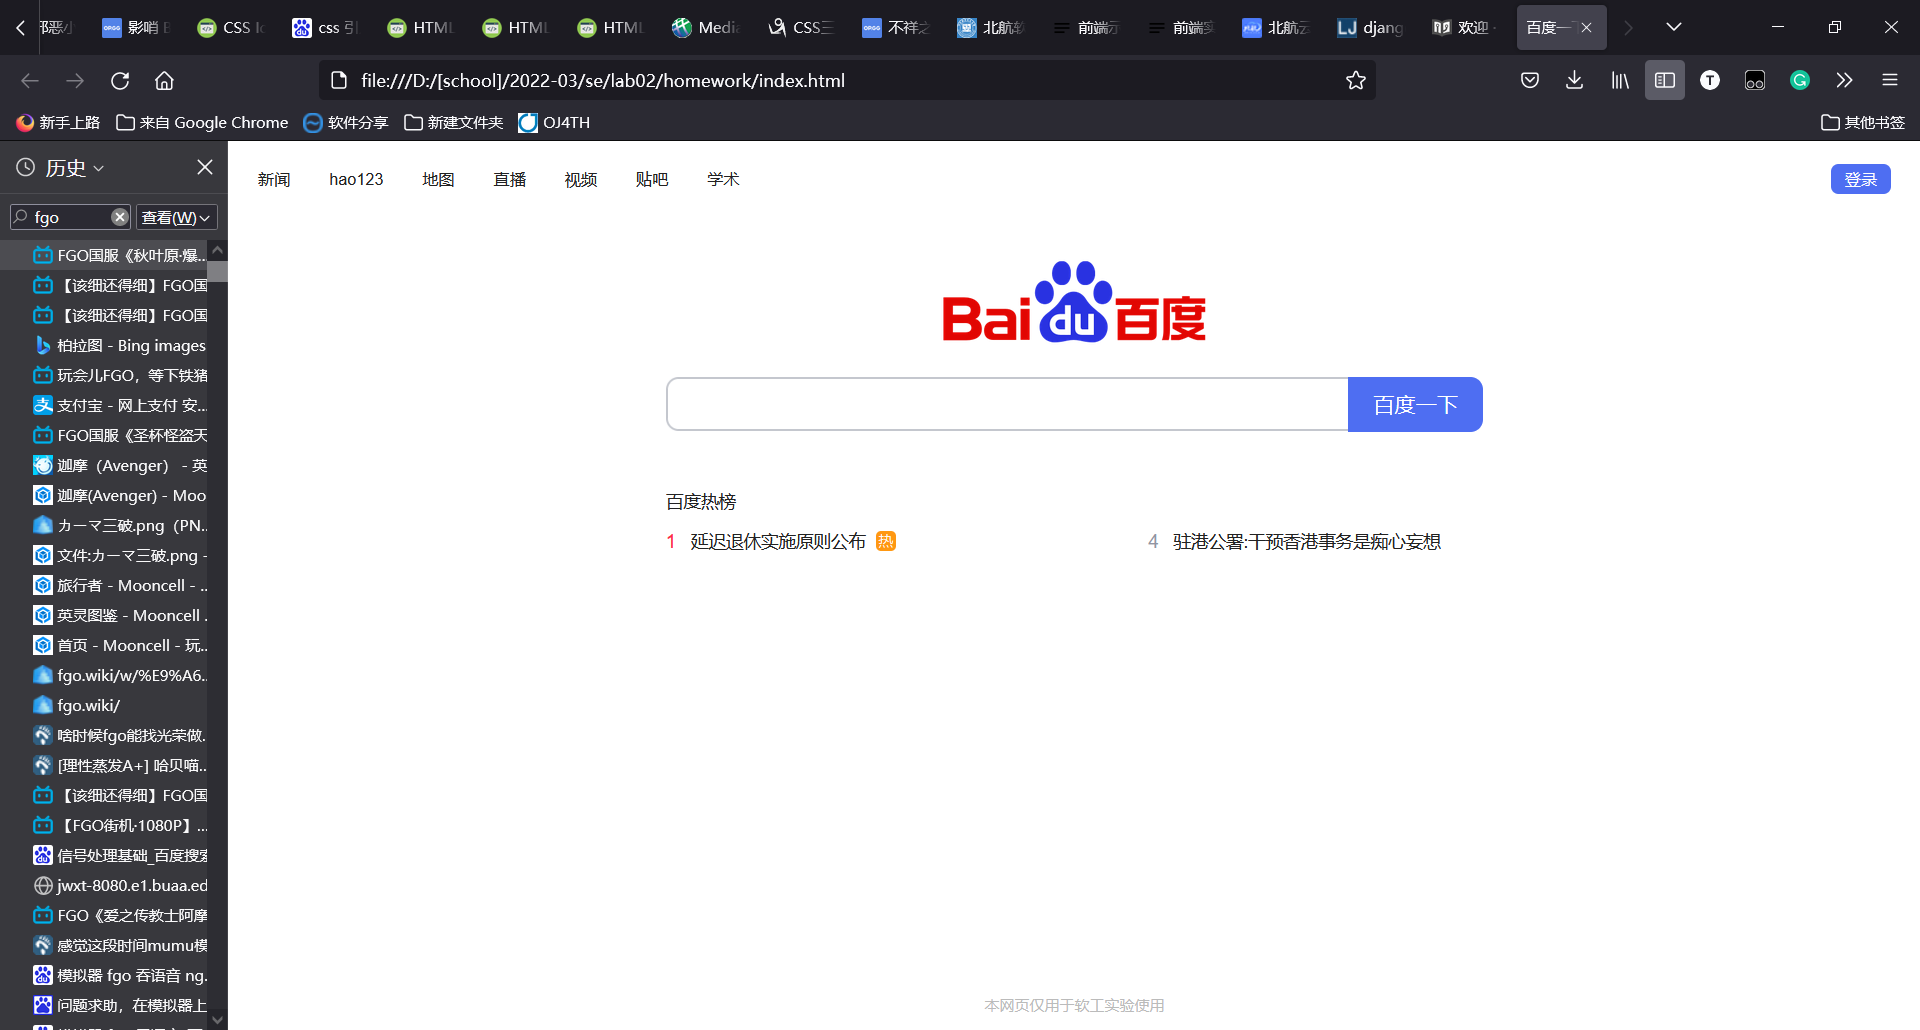 影哨 B
CSS Ic
css 引
HTML
HTML
HTML
Media
CSS三
不祥之
北航软
前端示
前端实
北航云
djang
欢迎
百度一下
file:///D:/[school]/2022-03/se/lab02/homework/index.html
新手上路
来自 Google Chrome
软件分享
新建文件夹
OJ4TH
其他书签
历史
fgo
查看(W)
FGO国服《秋叶原·爆...
【该细还得细】FGO国
【该细还得细】FGO国
柏拉图 - Bing images
玩会儿FGO，等下铁猪
支付宝 - 网上支付 安...
FGO国服《圣杯怪盗天
迦摩（Avenger） - 英
迦摩(Avenger) - Moo
カーマ三破.png（PN...
文件:カーマ三破.png -
旅行者 - Mooncell - ...
英灵图鉴 - Mooncell ...
首页 - Mooncell - 玩...
fgo.wiki/w/%E9%A6...
fgo.wiki/
啥时候fgo能找光荣做...
[理性蒸发A+] 哈贝喵...
【该细还得细】FGO国
【FGO街机·1080P】...
信号处理基础_百度搜索
jwxt-8080.e1.buaa.ed
FGO《爱之传教士阿摩
感觉这段时间mumu模
模拟器 fgo 吞语音 ng...
问题求助，在模拟器上
新闻
hao123
地图
直播
视频
贴吧
学术
登录
Bai du 百度
百度一下
百度热榜
1 延迟退休实施原则公布 热
4 驻港公署:干预香港事务是痴心妄想
本网页仅用于软工实验使用